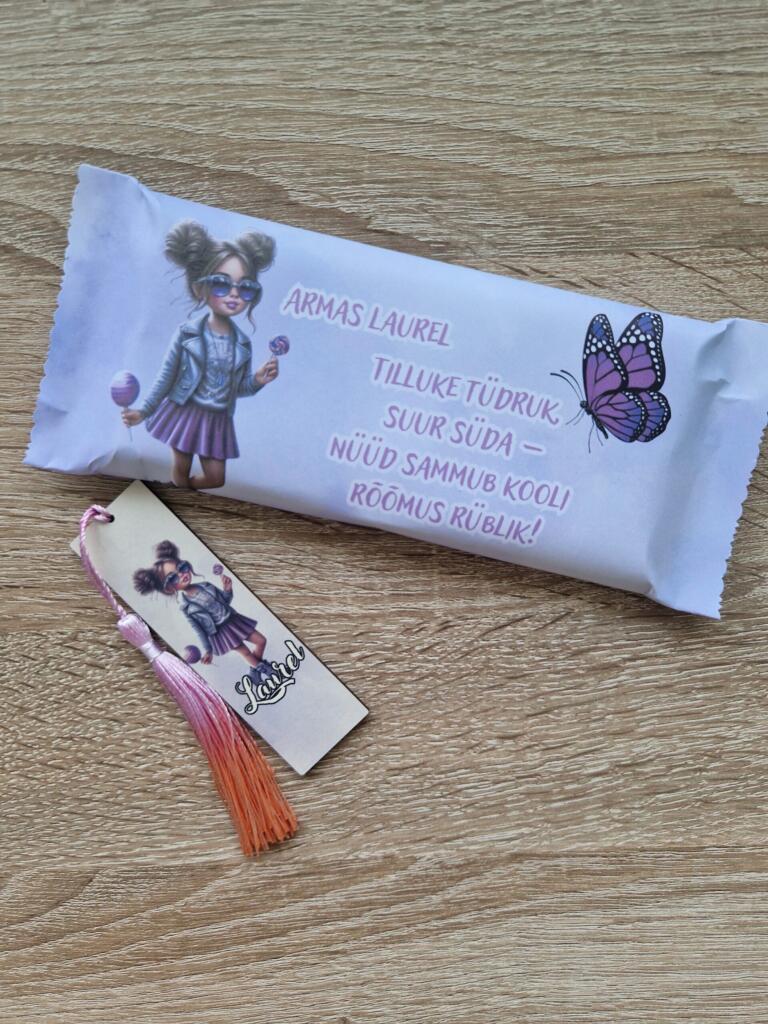 ARMAS LAUREL
TILLUKE TÜDRUK,
SUUR SÜDA –
NÜÜD SAMMUB KOOLI
RÕÕMUS RÜBLIK!
Laurel